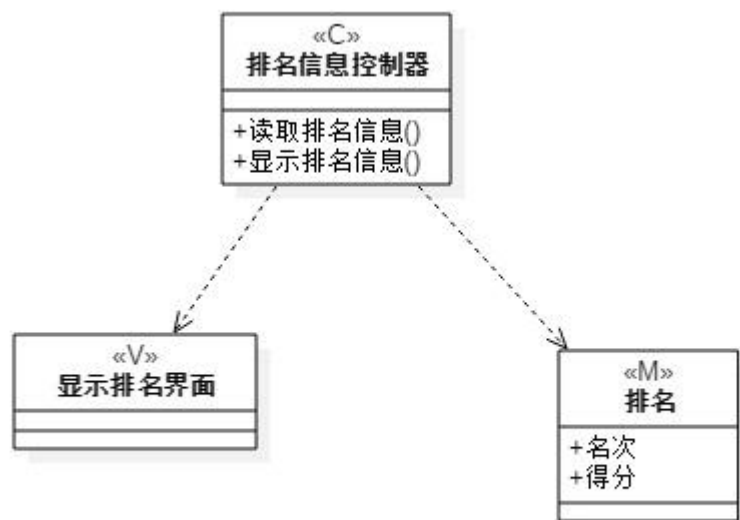 «C»
排名信息控制器
+读取排名信息()
+显示排名信息()
«V»
显示排名界面
«M»
排名
+名次
+得分